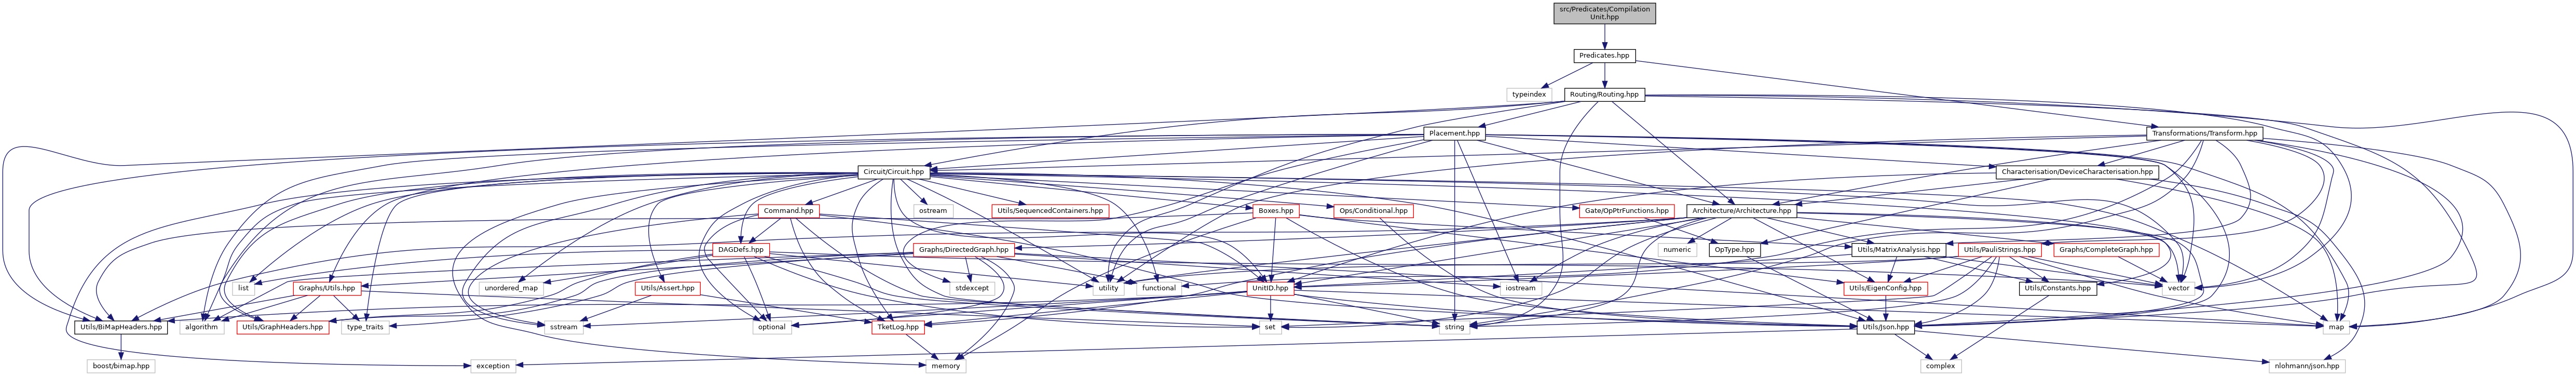 src/Predicates/Compilation
Unit.hpp
Predicates.hpp
typeindex
Routing/Routing.hpp
Placement.hpp
Transformations/Transform.hpp
Circuit/Circuit.hpp
Characterisation/DeviceCharacterisation.hpp
Command.hpp
ostream
Utils/SequencedContainers.hpp
Boxes.hpp
Ops/Conditional.hpp
Gate/OpPtrFunctions.hpp
Architecture/Architecture.hpp
DAGDefs.hpp
Graphs/DirectedGraph.hpp
numeric
OpType.hpp
Utils/MatrixAnalysis.hpp
Utils/PauliStrings.hpp
Graphs/CompleteGraph.hpp
list
Graphs/Utils.hpp
unordered_map
Utils/Assert.hpp
utility
stdexcept
functional
UnitID.hpp
iostream
Utils/EigenConfig.hpp
Utils/Constants.hpp
vector
Utils/BiMapHeaders.hpp
algorithm
Utils/GraphHeaders.hpp
type_traits
sstream
optional
TketLog.hpp
set
string
Utils/Json.hpp
map
boost/bimap.hpp
exception
memory
complex
nlohmann/json.hpp